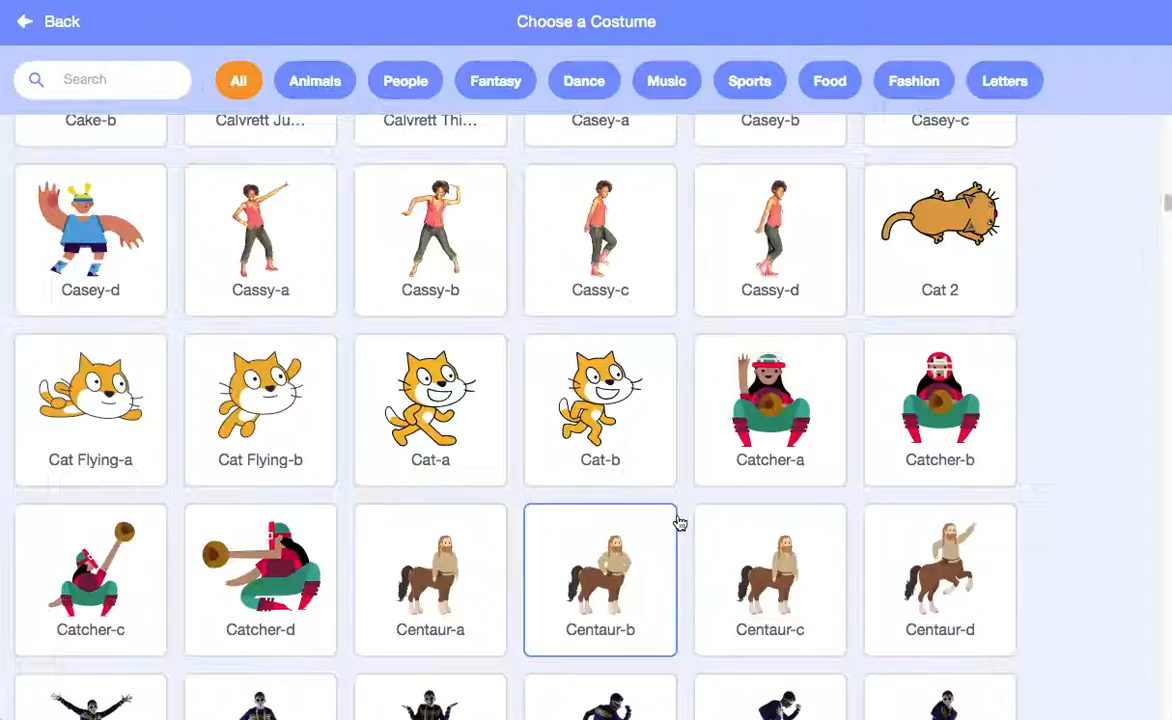 Back
Choose a Costume
Search
All
Animals
People
Fantasy
Dance
Music
Sports
Food
Fashion
Letters
Cake-b
Calvrett Ju...
Calvrett Thi...
Casey-a
Casey-b
Casey-c
Casey-d
Cassy-a
Cassy-b
Cassy-c
Cassy-d
Cat 2
Cat Flying-a
Cat Flying-b
Cat-a
Cat-b
Catcher-a
Catcher-b
Catcher-c
Catcher-d
Centaur-a
Centaur-b
Centaur-c
Centaur-d